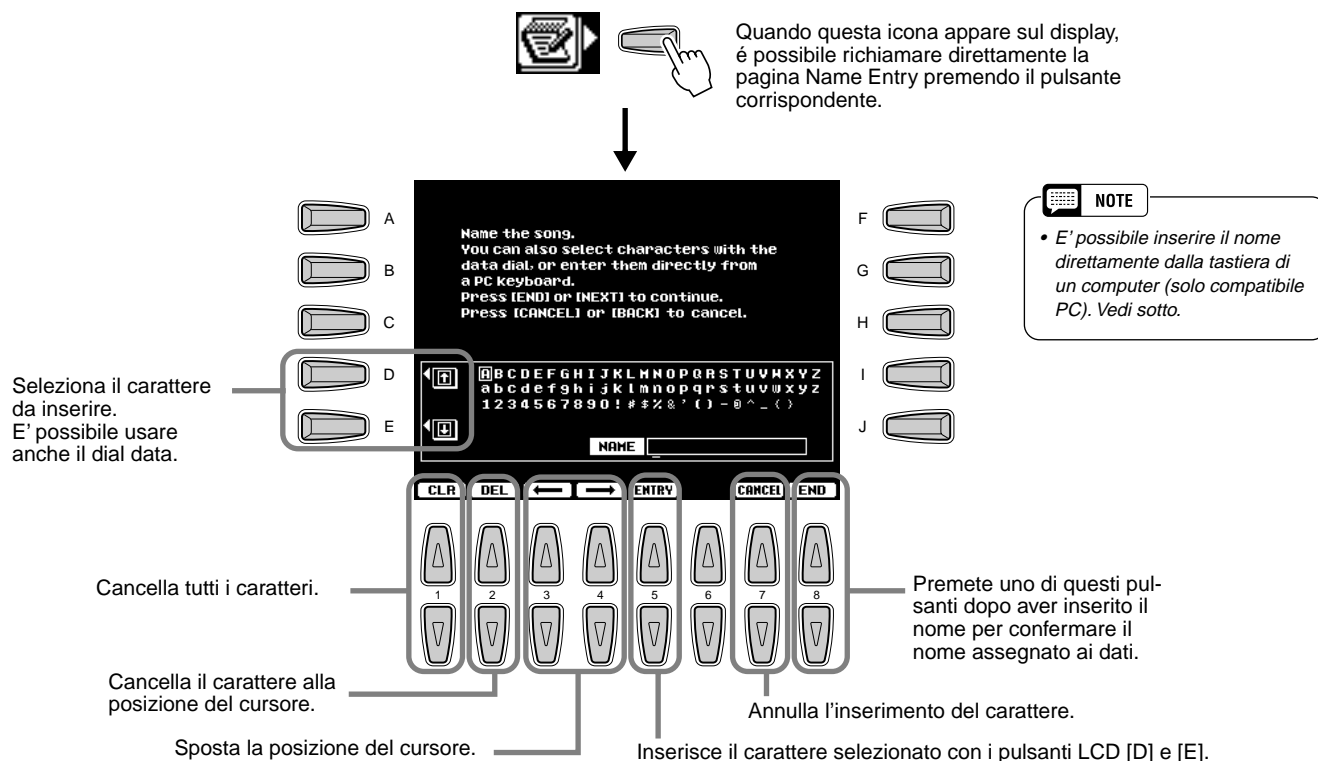 Quando questa icona appare sul display,
é possibile richiamare direttamente la
pagina Name Entry premendo il pulsante
corrispondente.
A
B
C
D
E
F
G
H
I
J
Name the song.
You can also select characters with the
data dial, or enter them directly from
a PC keyboard.
Press [END] or [NEXT] to continue.
Press [CANCEL] or [BACK] to cancel.
ABCDEFGHIJKLMNOPQRSTUVWXYZ
abcdefghijklmnopqrstuvwxyz
1234567890!#$%&'()-@^_{}
NAME
CLR DEL ← → ENTRY CANCEL END
1 2 3 4 5 6 7 8
NOTE
• E' possibile inserire il nome
direttamente dalla tastiera di
un computer (solo compatibile
PC). Vedi sotto.
Seleziona il carattere
da inserire.
E' possibile usare
anche il dial data.
Cancella tutti i caratteri.
Cancella il carattere alla
posizione del cursore.
Sposta la posizione del cursore.
Premete uno di questi pul-
santi dopo aver inserito il
nome per confermare il
nome assegnato ai dati.
Annulla l'inserimento del carattere.
Inserisce il carattere selezionato con i pulsanti LCD [D] e [E].